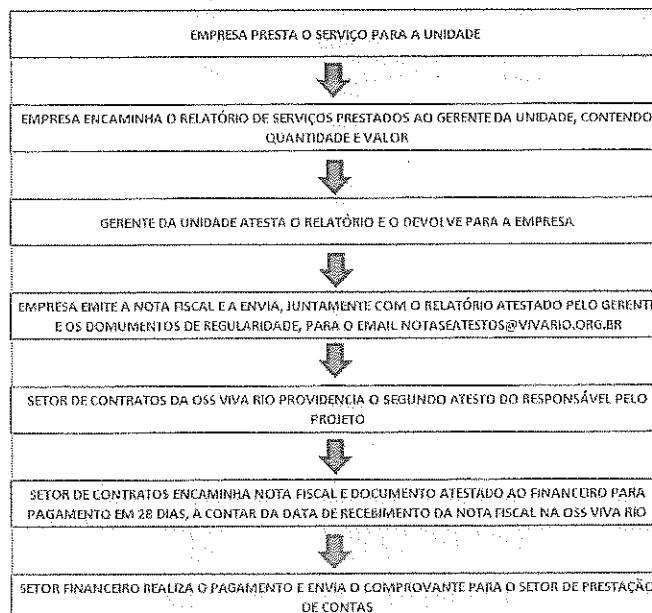 EMPRESA PRESTA O SERVIÇO PARA A UNIDADE
EMPRESA ENCAMINHA O RELATÓRIO DE SERVIÇOS PRESTADOS AO GERENTE DA UNIDADE, CONTENDO
QUANTIDADE E VALOR
GERENTE DA UNIDADE ATESTA O RELATÓRIO E O DEVOLVE PARA A EMPRESA
EMPRESA EMITE A NOTA FISCAL E A ENVIA, JUNTAMENTE COM O RELATÓRIO ATESTADO PELO GERENTE
E OS DOMUMENTOS DE REGULARIDADE, PARA O EMAIL NOTASEATESTOS@VIVARIO.ORG.BR
SETOR DE CONTRATOS DA OSS VIVA RIO PROVIDENCIA O SEGUNDO ATESTO DO RESPONSÁVEL PELO
PROJETO
SETOR DE CONTRATOS ENCAMINHA NOTA FISCAL E DOCUMENTO ATESTADO AO FINANCEIRO PARA
PAGAMENTO EM 28 DIAS, À CONTAR DA DATA DE RECEBIMENTO DA NOTA FISCAL NA OSS VIVA RIO
SETOR FINANCEIRO REALIZA O PAGAMENTO E ENVIA O COMPROVANTE PARA O SETOR DE PRESTAÇÃO
DE CONTAS